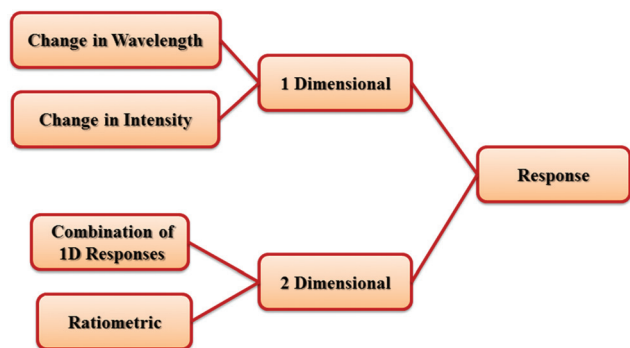 Change in Wavelength
1 Dimensional
Change in Intensity
Response
Combination of
1D Responses
2 Dimensional
Ratiometric